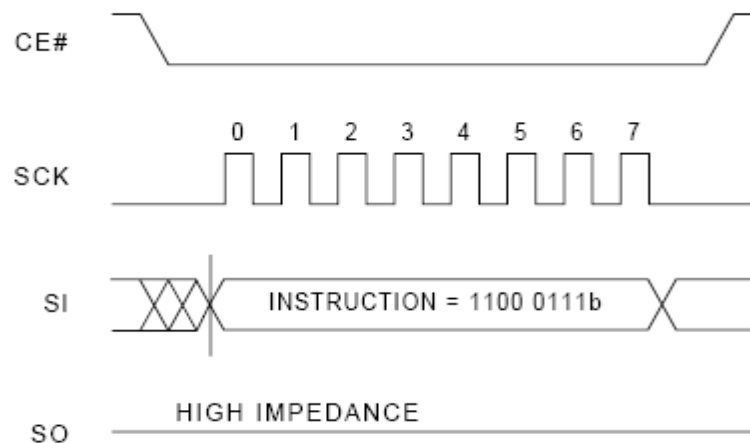 CE#
0 1 2 3 4 5 6 7
SCK
SI INSTRUCTION = 1100 0111b
HIGH IMPEDANCE
SO